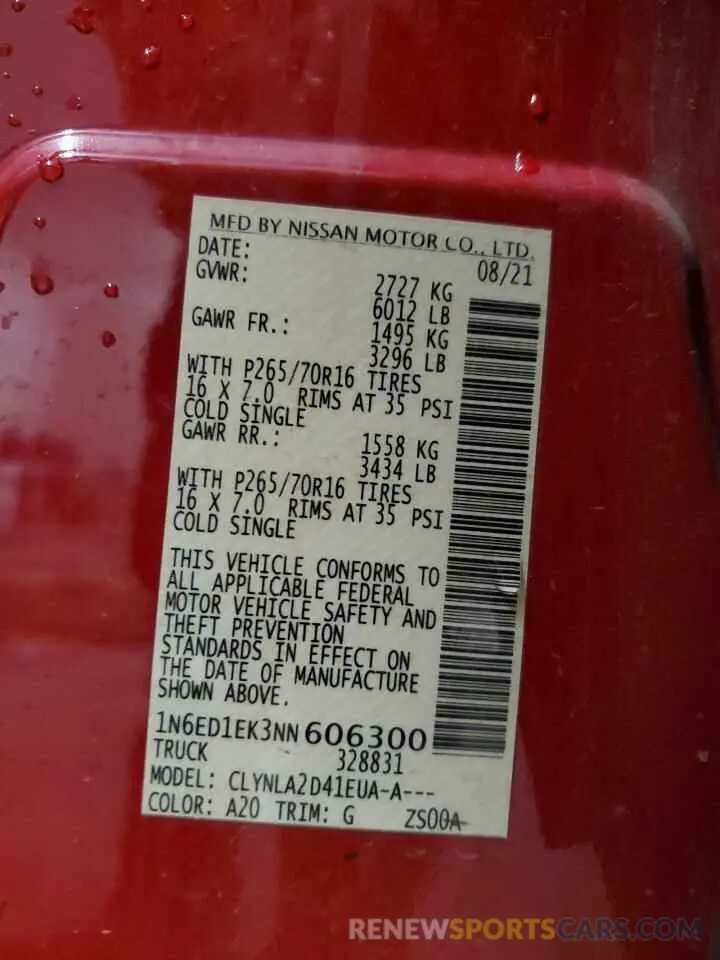 MFD BY NISSAN MOTOR CO., LTD.
DATE: 08/21
GVWR: 2727 KG
6012 LB
GAWR FR.: 1495 KG
3296 LB
WITH P265/70R16 TIRES
16 X 7.0 RIMS AT 35 PSI
COLD SINGLE
GAWR RR.: 1558 KG
3434 LB
WITH P265/70R16 TIRES
16 X 7.0 RIMS AT 35 PSI
COLD SINGLE
THIS VEHICLE CONFORMS TO
ALL APPLICABLE FEDERAL
MOTOR VEHICLE SAFETY AND
THEFT PREVENTION
STANDARDS IN EFFECT ON
THE DATE OF MANUFACTURE
SHOWN ABOVE.
1N6ED1EK3NN606300
TRUCK 328831
MODEL: CLYNLA2D41EUA-A---
COLOR: A20 TRIM: G ZS00A-
RENEWSPORTSCARS.COM